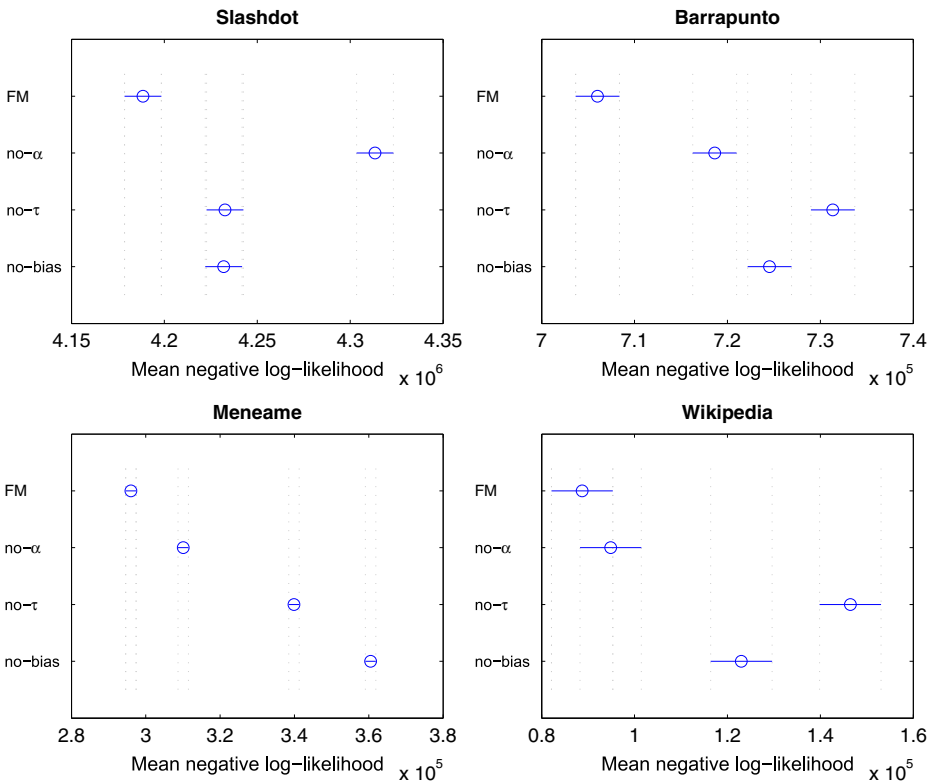 Slashdot
FM
no−α
no−τ
no−bias
4.15 4.2 4.25 4.3 4.35
Mean negative log−likelihood x 10^6
Barrapunto
FM
no−α
no−τ
no−bias
7 7.1 7.2 7.3 7.4
Mean negative log−likelihood x 10^5
Meneame
FM
no−α
no−τ
no−bias
2.8 3 3.2 3.4 3.6 3.8
Mean negative log−likelihood x 10^5
Wikipedia
FM
no−α
no−τ
no−bias
0.8 1 1.2 1.4 1.6
Mean negative log−likelihood x 10^5